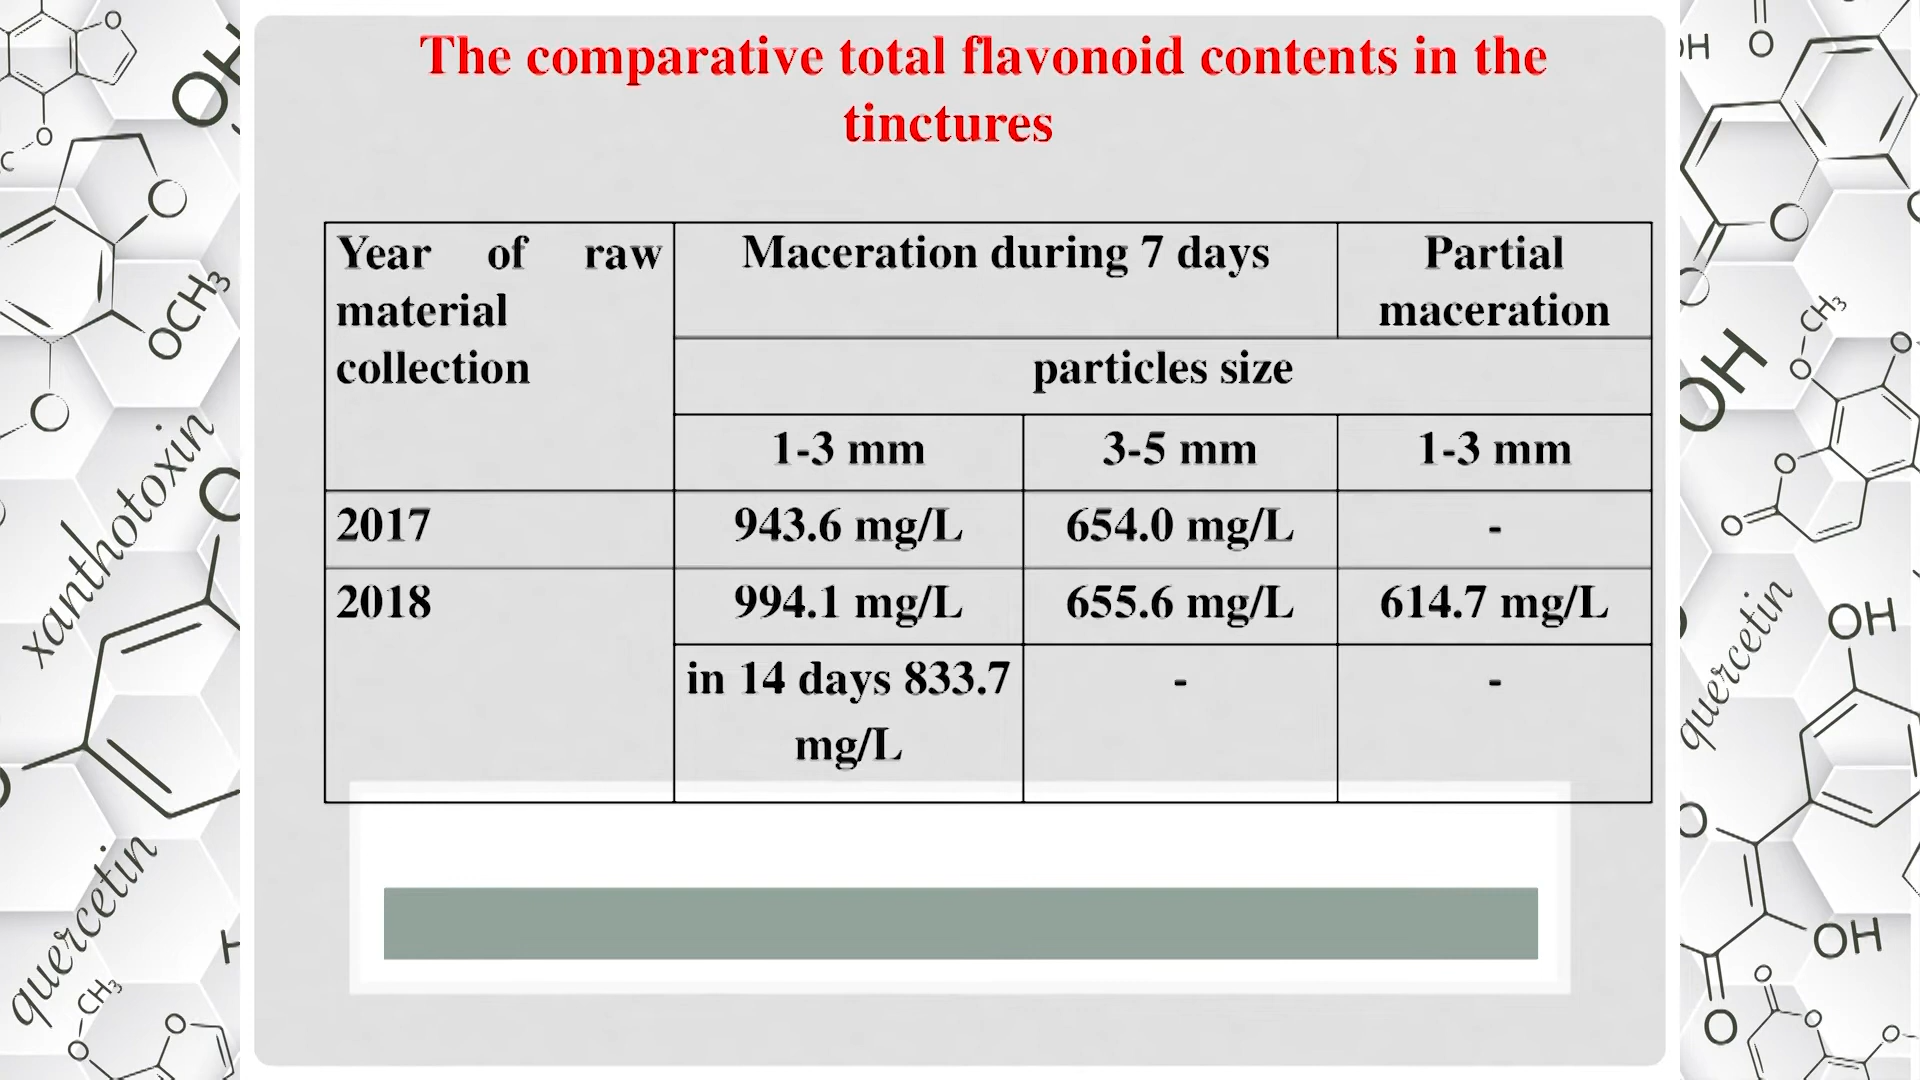 The comparative total flavonoid contents in the
tinctures
Year of raw
material
collection
Maceration during 7 days
Partial
maceration
particles size
1-3 mm
3-5 mm
1-3 mm
2017
943.6 mg/L
654.0 mg/L
-
2018
994.1 mg/L
655.6 mg/L
614.7 mg/L
in 14 days 833.7
mg/L
-
-
O
OH
O
C
O
OCH3
O
xanthotoxin
O
quercetin
CH3
O
O
OH
O
O
O
CH3
O
OH
O
O
O
quercetin
OH
O
OH
O
O
O
O